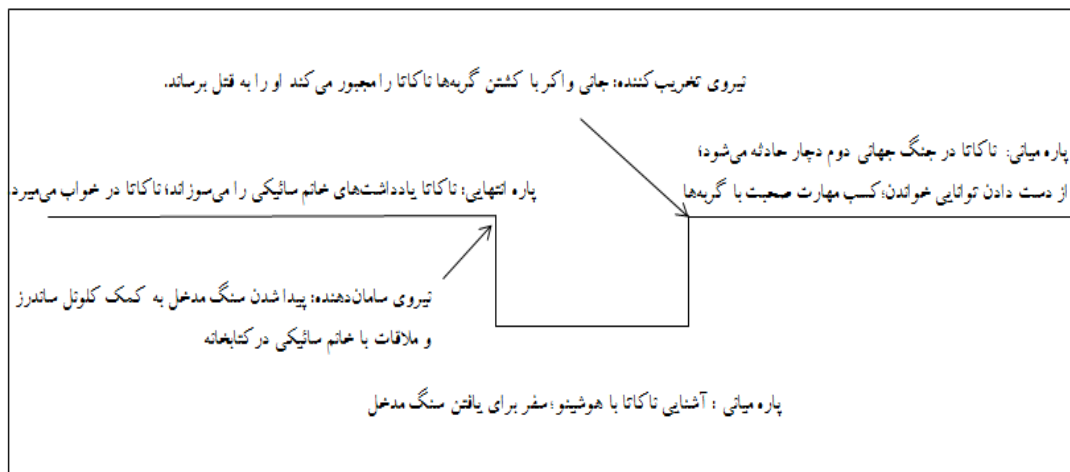 نیروی تخریب‌کننده: جانی واکر با کشتن گربه‌ها ناکاتا را مجبور می‌کند او را به قتل برساند.
پاره میانی: ناکاتا در جنگ جهانی دوم دچار حادثه می‌شود؛
از دست دادن توانایی خواندن؛ کسب مهارت صحبت با گربه‌ها
پاره انتهایی: ناکاتا یادداشت‌های خانم سائیکی را می‌سوزاند؛ ناکاتا در خواب می‌میرد.
نیروی سامان‌دهنده: پیدا شدن سنگ مدخل به کمک کلونل ساندرز
و ملاقات با خانم سائیکی در کتابخانه
پاره میانی : آشنایی ناکاتا با هوشینو؛ سفر برای یافتن سنگ مدخل